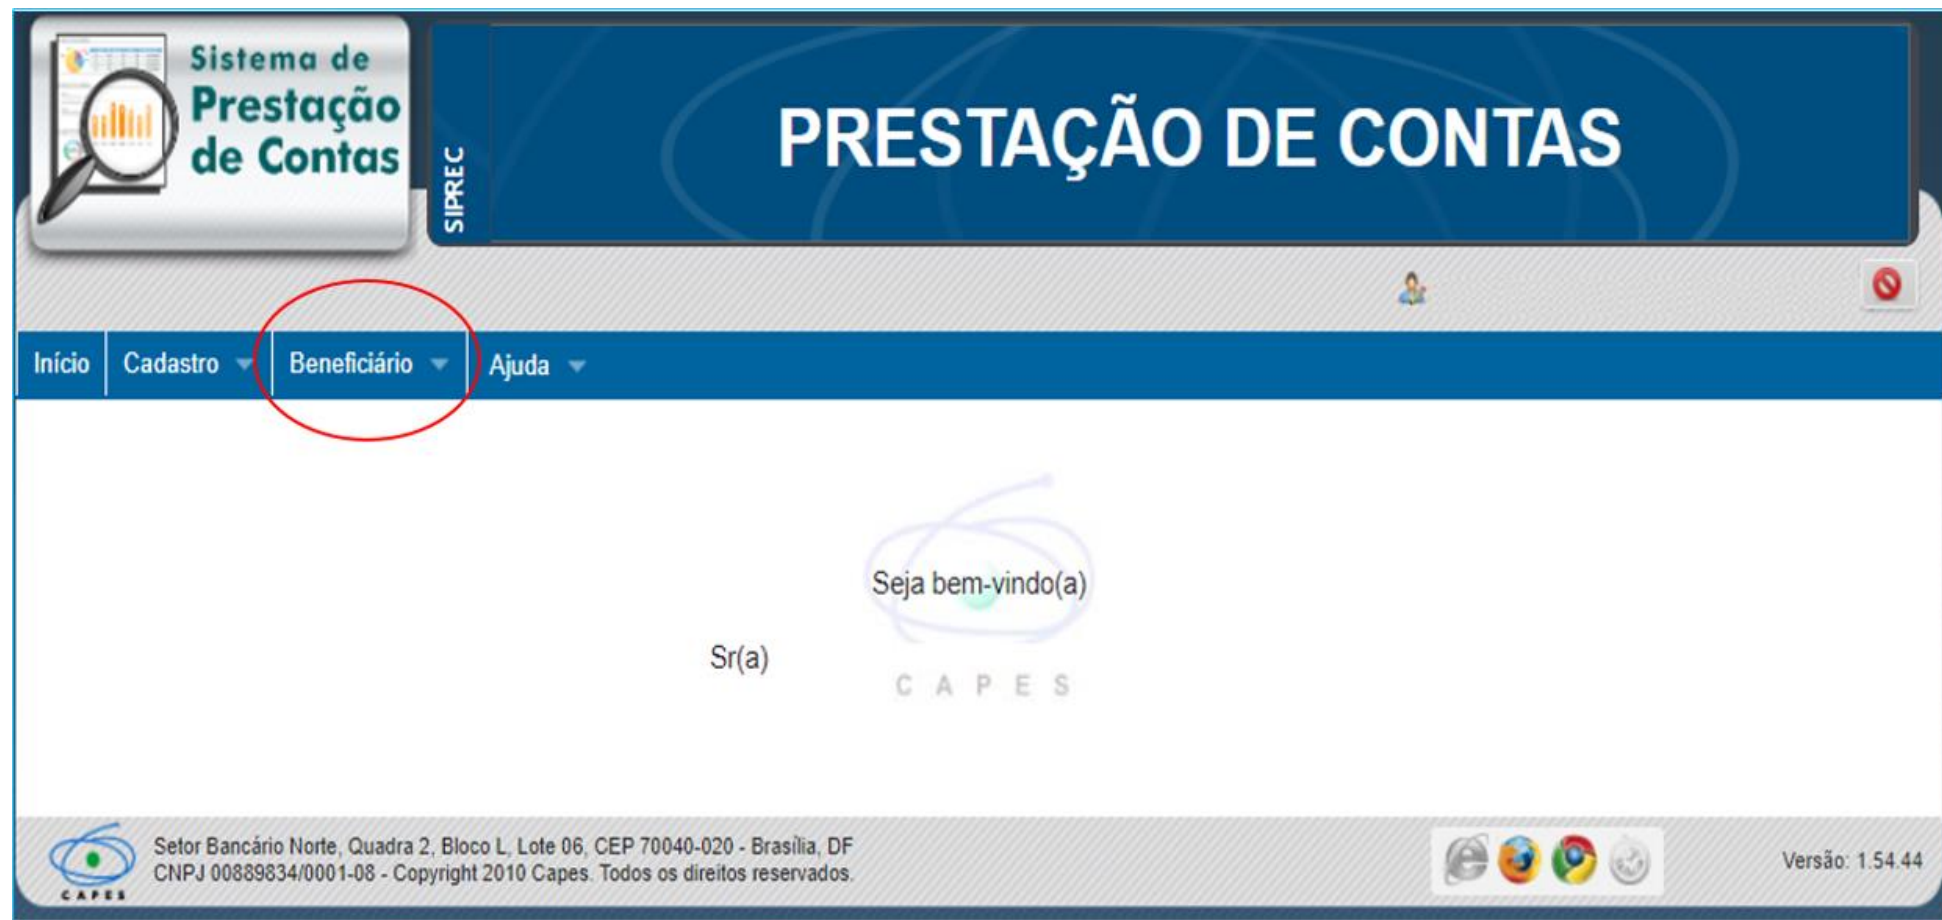 Sistema de
Prestação
de Contas
SIPREC
PRESTAÇÃO DE CONTAS
Início Cadastro Beneficiário Ajuda
Seja bem-vindo(a)
Sr(a)
CAPES
Setor Bancário Norte, Quadra 2, Bloco L, Lote 06, CEP 70040-020 - Brasília, DF
CNPJ 00889834/0001-08 - Copyright 2010 Capes. Todos os direitos reservados.
CAPES
Versão: 1.54.44